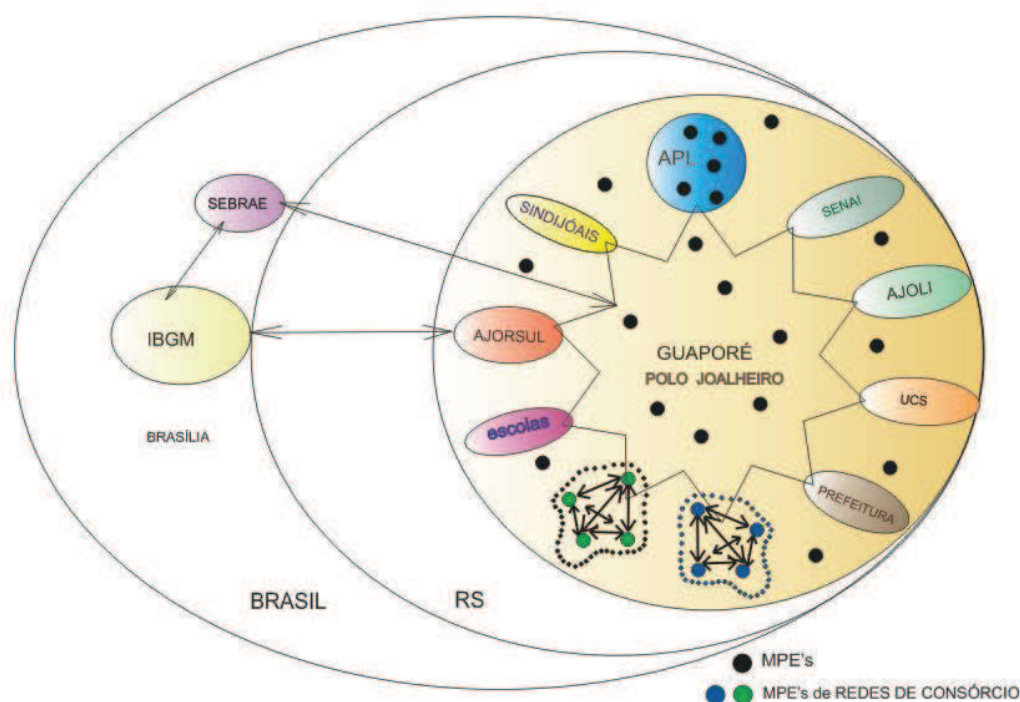 APL
SENAI
SEBRAE
SINDIJÓAIS
AJOLI
IBGM
AJORSUL
GUAPORÉ
POLO JOALHEIRO
UCS
escolas
BRASÍLIA
PREFEITURA
BRASIL
RS
MPE's
MPE's de REDES DE CONSÓRCIO